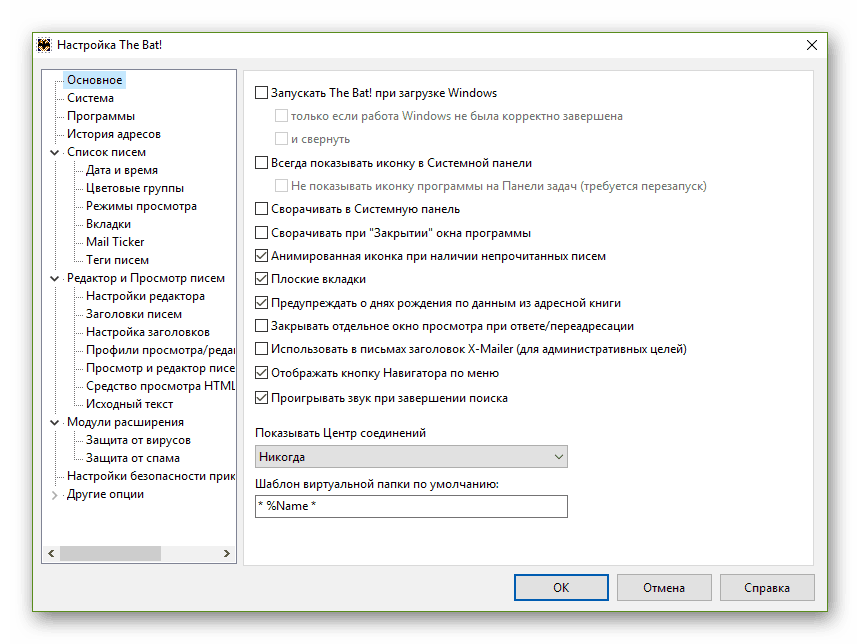 Настройка The Bat!
Основное
Система
Программы
История адресов
Список писем
Дата и время
Цветовые группы
Режимы просмотра
Вкладки
Mail Ticker
Теги писем
Редактор и Просмотр писем
Настройки редактора
Заголовки писем
Настройка заголовков
Профили просмотра/реда
Просмотр и редактор писе
Средство просмотра HTML
Исходный текст
Модули расширения
Защита от вирусов
Защита от спама
Настройки безопасности прик
Другие опции
Запускать The Bat! при загрузке Windows
только если работа Windows не была корректно завершена
и свернуть
Всегда показывать иконку в Системной панели
Не показывать иконку программы на Панели задач (требуется перезапуск)
Сворачивать в Системную панель
Сворачивать при "Закрытии" окна программы
Анимированная иконка при наличии непрочитанных писем
Плоские вкладки
Предупреждать о днях рождения по данным из адресной книги
Закрывать отдельное окно просмотра при ответе/переадресации
Использовать в письмах заголовок X-Mailer (для административных целей)
Отображать кнопку Навигатора по меню
Проигрывать звук при завершении поиска
Показывать Центр соединений
Никогда
Шаблон виртуальной папки по умолчанию:
* %Name *
OK
Отмена
Справка